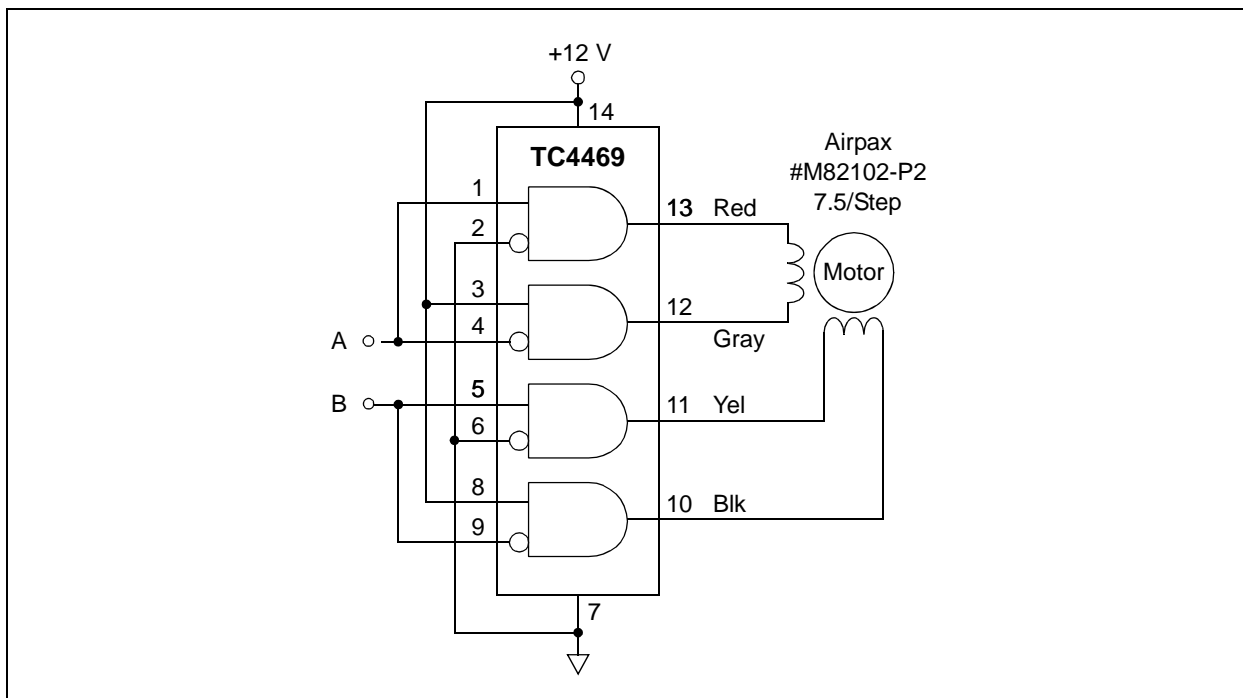 +12 V
14
TC4469
Airpax
#M82102-P2
7.5/Step
1
13 Red
2
Motor
3
12
4
Gray
A
5
B
11 Yel
6
8
10 Blk
9
7